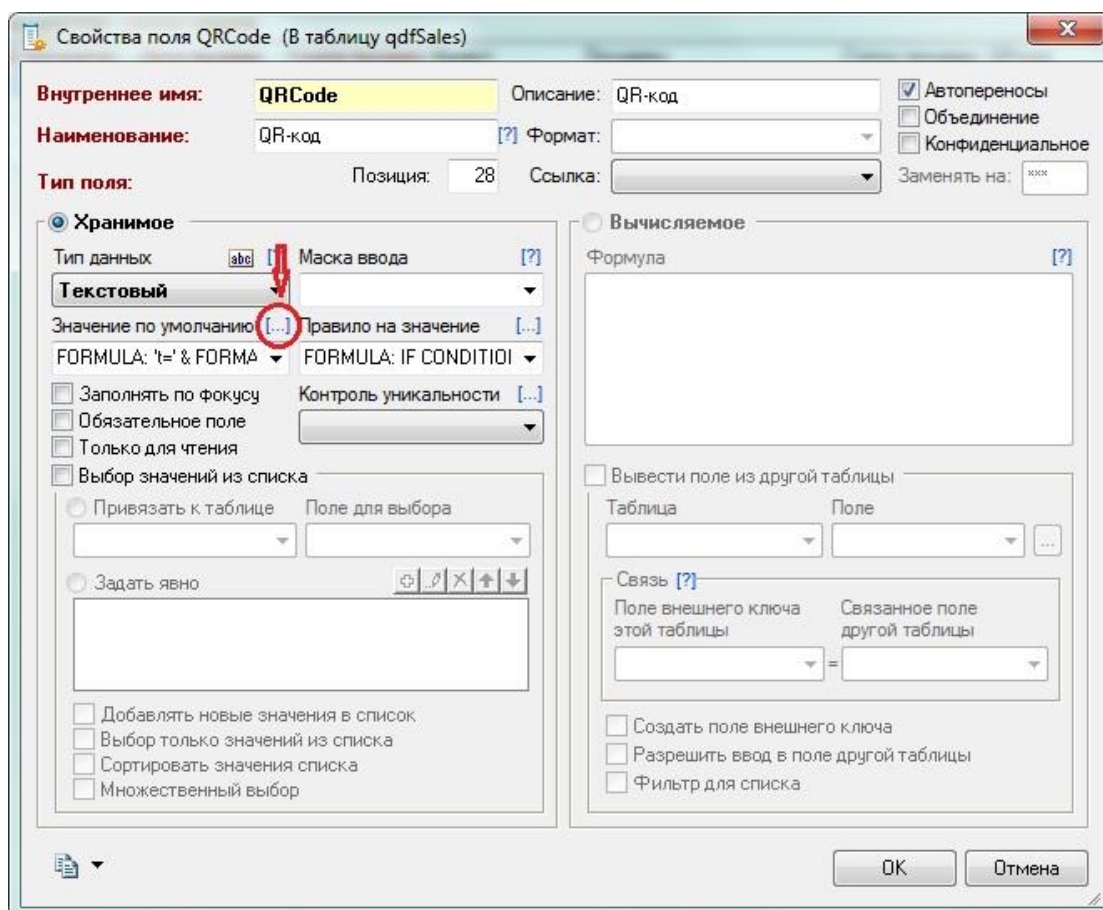 Свойства поля QRCode (В таблицу qdfSales)
Внутреннее имя: QRCode Описание: QR-код Автопереносы
Объединение
Наименование: QR-код [?] Формат: Конфиденциальное
Тип поля: Позиция: 28 Ссылка: Заменять на: ***
Хранимое
Тип данных abc Маска ввода [?]
Текстовый
Значение по умолчанию [...] Правило на значение [...]
FORMULA: 't=' & FORMA FORMULA: IF CONDITIOI
Заполнять по фокусу Контроль уникальности [...]
Обязательное поле
Только для чтения
Выбор значений из списка
Привязать к таблице Поле для выбора
Задать явно
Добавлять новые значения в список
Выбор только значений из списка
Сортировать значения списка
Множественный выбор
Вычисляемое
Формула [?]
Вывести поле из другой таблицы
Таблица Поле
...
Связь [?]
Поле внешнего ключа Связанное поле
этой таблицы другой таблицы
=
Создать поле внешнего ключа
Разрешить ввод в поле другой таблицы
Фильтр для списка
OK Отмена